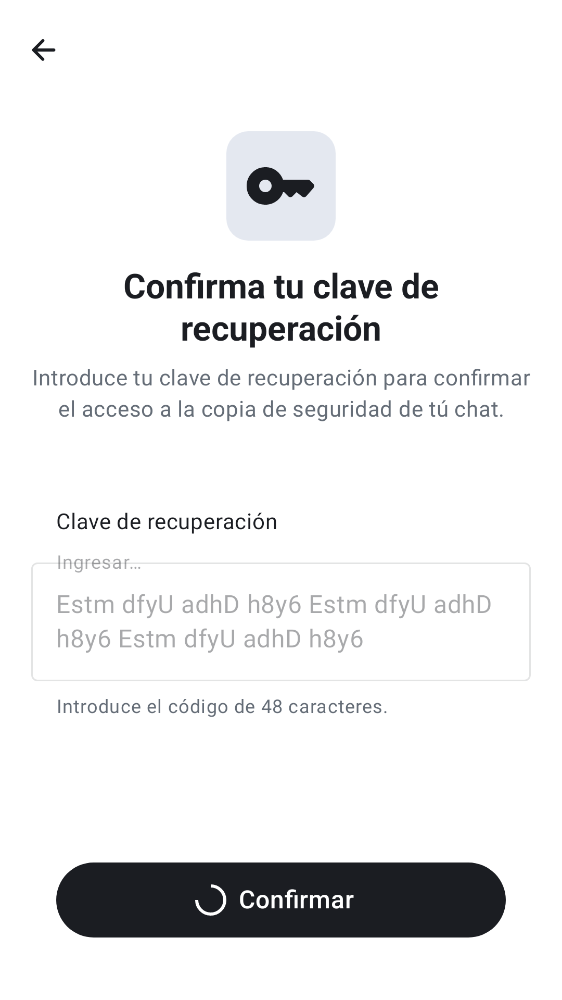 Confirma tu clave de
recuperación
Introduce tu clave de recuperación para confirmar
el acceso a la copia de seguridad de tú chat.
Clave de recuperación
Ingresar...
Estm dfyU adhD h8y6 Estm dfyU adhD
h8y6 Estm dfyU adhD h8y6
Introduce el código de 48 caracteres.
Confirmar